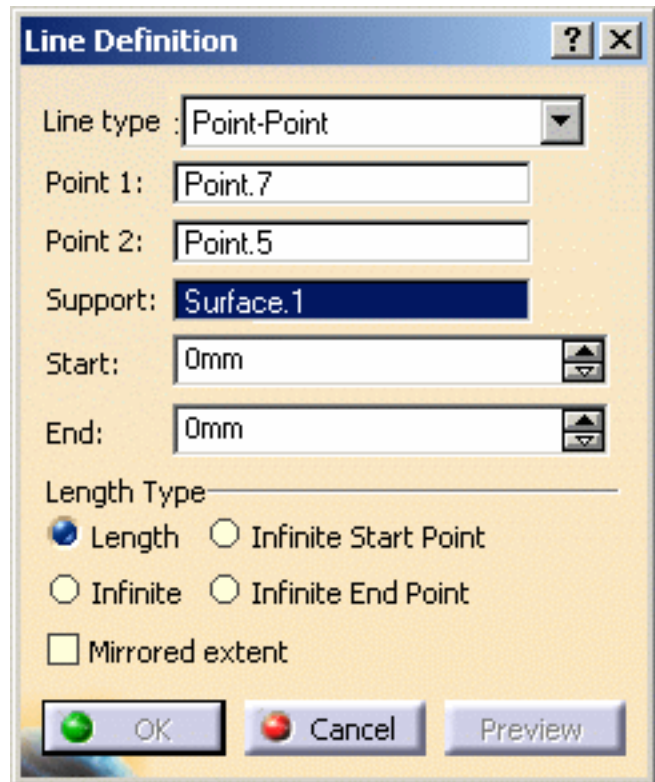 Line Definition
Line type : Point-Point
Point 1: Point.7
Point 2: Point.5
Support: Surface.1
Start: 0mm
End: 0mm
Length Type
Length Infinite Start Point
Infinite Infinite End Point
Mirrored extent
OK Cancel Preview